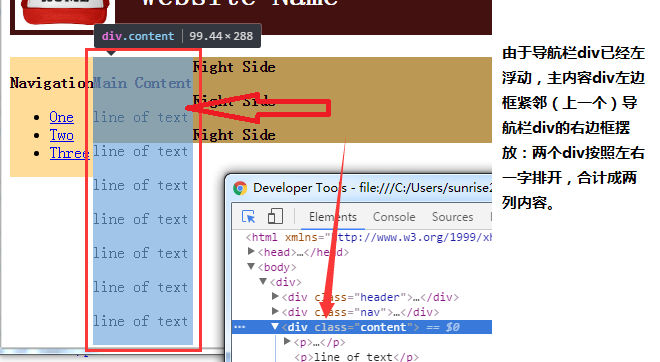 HOME
Website Name
div.content | 99.44 × 288
Navigation
Main Content
Right Side
One
line of text
Right Side
Two
line of text
Right Side
Three
line of text
line of text
line of text
line of text
line of text
由于导航栏div已经左
浮动，主内容div左边
框紧邻（上一个）导
航栏div的右边框摆
放：两个div按照左右
一字排开，合计成两
列内容。
Developer Tools - file:///C:/Users/sunrise2
Elements Console Sources
<html xmlns="http://www.w3.org/1999/xh
▶<head>…</head>
▼<body>
▼<div>
▶<div class="header">…</div>
▶<div class="nav">…</div>
••• ▼<div class="content"> == $0
▶<p>…</p>
<p>line of text</p>